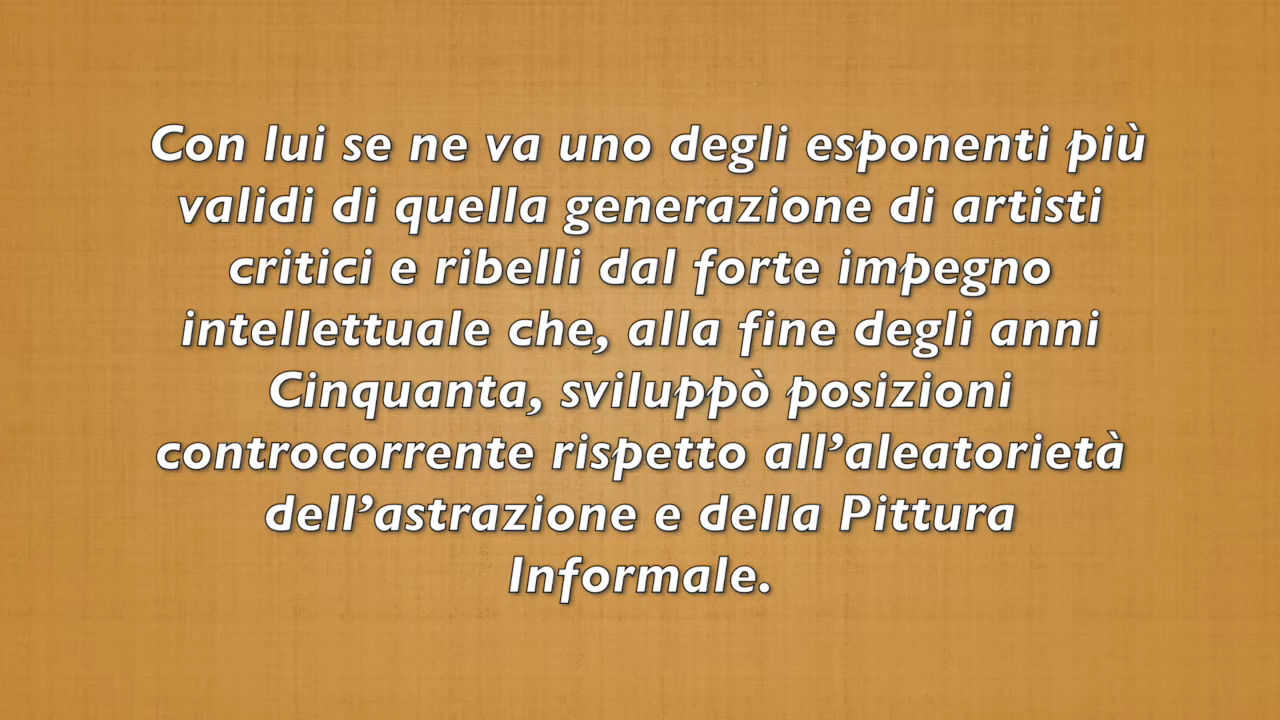 Con lui se ne va uno degli esponenti più
validi di quella generazione di artisti
critici e ribelli dal forte impegno
intellettuale che, alla fine degli anni
Cinquanta, sviluppò posizioni
controcorrente rispetto all’aleatorietà
dell’astrazione e della Pittura
Informale.